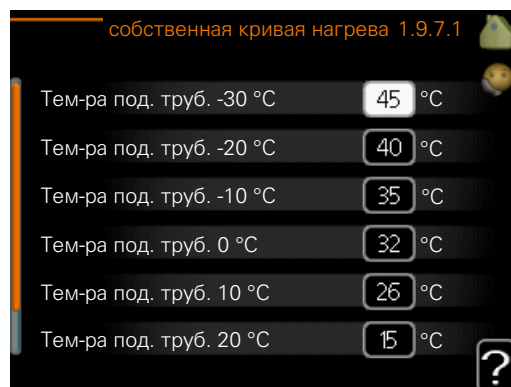 собственная кривая нагрева 1.9.7.1
Тем-ра под. труб. -30 °C 45 °C
Тем-ра под. труб. -20 °C 40 °C
Тем-ра под. труб. -10 °C 35 °C
Тем-ра под. труб. 0 °C 32 °C
Тем-ра под. труб. 10 °C 26 °C
Тем-ра под. труб. 20 °C 15 °C
?